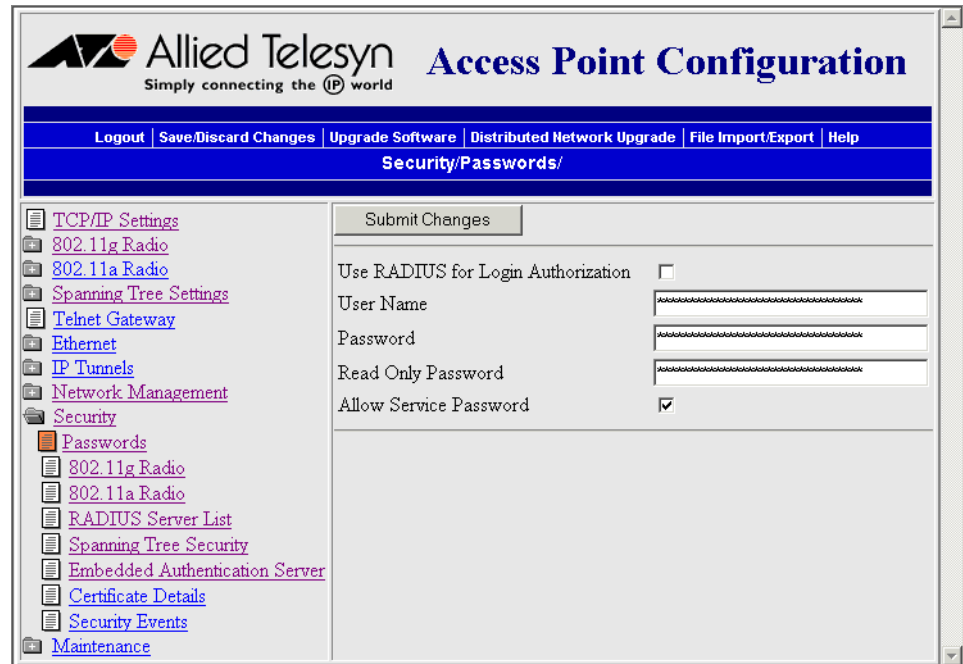 Allied Telesyn
Simply connecting the IP world
Access Point Configuration
Logout | Save/Discard Changes | Upgrade Software | Distributed Network Upgrade | File Import/Export | Help
Security/Passwords/
TCP/IP Settings
802.11g Radio
802.11a Radio
Spanning Tree Settings
Telnet Gateway
Ethernet
IP Tunnels
Network Management
Security
Passwords
802.11g Radio
802.11a Radio
RADIUS Server List
Spanning Tree Security
Embedded Authentication Server
Certificate Details
Security Events
Maintenance
Submit Changes
Use RADIUS for Login Authorization
User Name
Password
Read Only Password
Allow Service Password